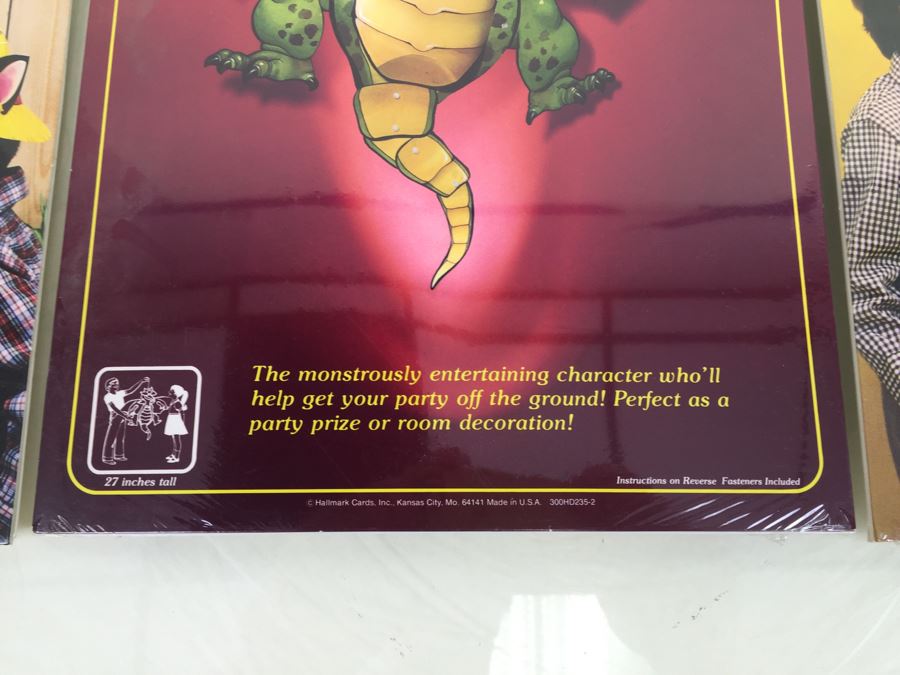 The monstrously entertaining character who'll
help get your party off the ground! Perfect as a
party prize or room decoration!
27 inches tall
Instructions on Reverse Fasteners Included
© Hallmark Cards, Inc., Kansas City, Mo. 64141 Made in U.S.A. 300HD235-2